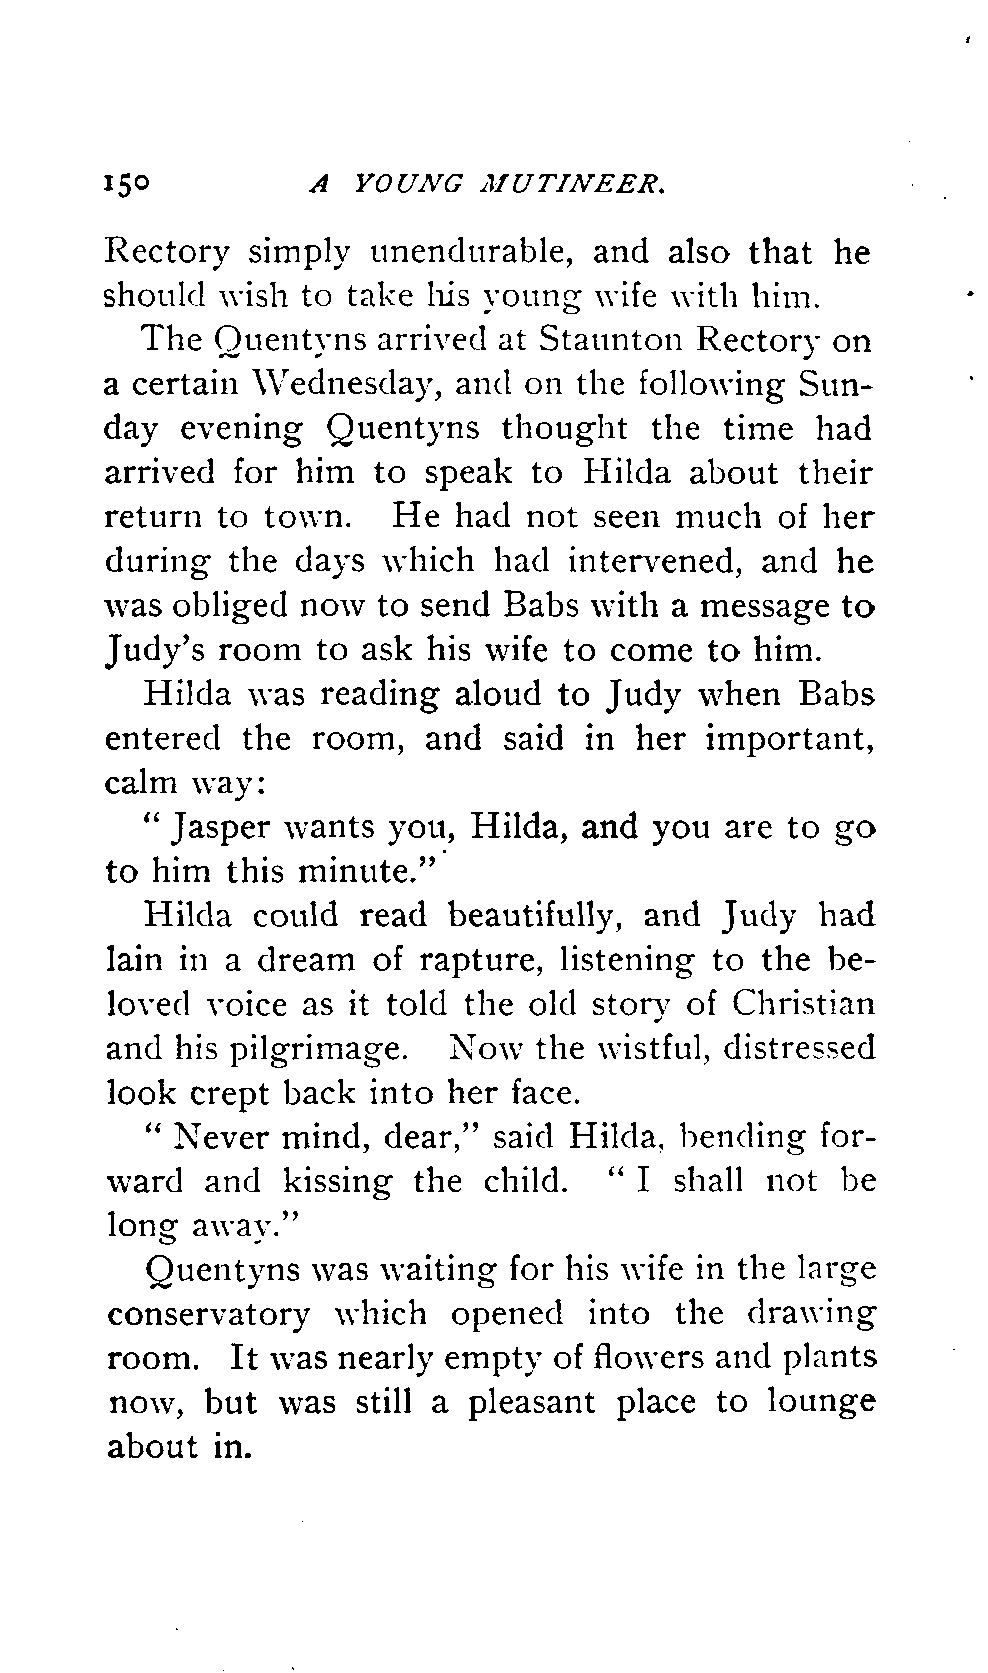 150 A YOUNG MUTINEER.
Rectory simply unendurable, and also that he
should wish to take his young wife with him.
The Quentyns arrived at Staunton Rectory on
a certain Wednesday, and on the following Sun-
day evening Quentyns thought the time had
arrived for him to speak to Hilda about their
return to town. He had not seen much of her
during the days which had intervened, and he
was obliged now to send Babs with a message to
Judy's room to ask his wife to come to him.
Hilda was reading aloud to Judy when Babs
entered the room, and said in her important,
calm way:
" Jasper wants you, Hilda, and you are to go
to him this minute."
Hilda could read beautifully, and Judy had
lain in a dream of rapture, listening to the be-
loved voice as it told the old story of Christian
and his pilgrimage. Now the wistful, distressed
look crept back into her face.
" Never mind, dear," said Hilda, bending for-
ward and kissing the child. " I shall not be
long away."
Quentyns was waiting for his wife in the large
conservatory which opened into the drawing
room. It was nearly empty of flowers and plants
now, but was still a pleasant place to lounge
about in.